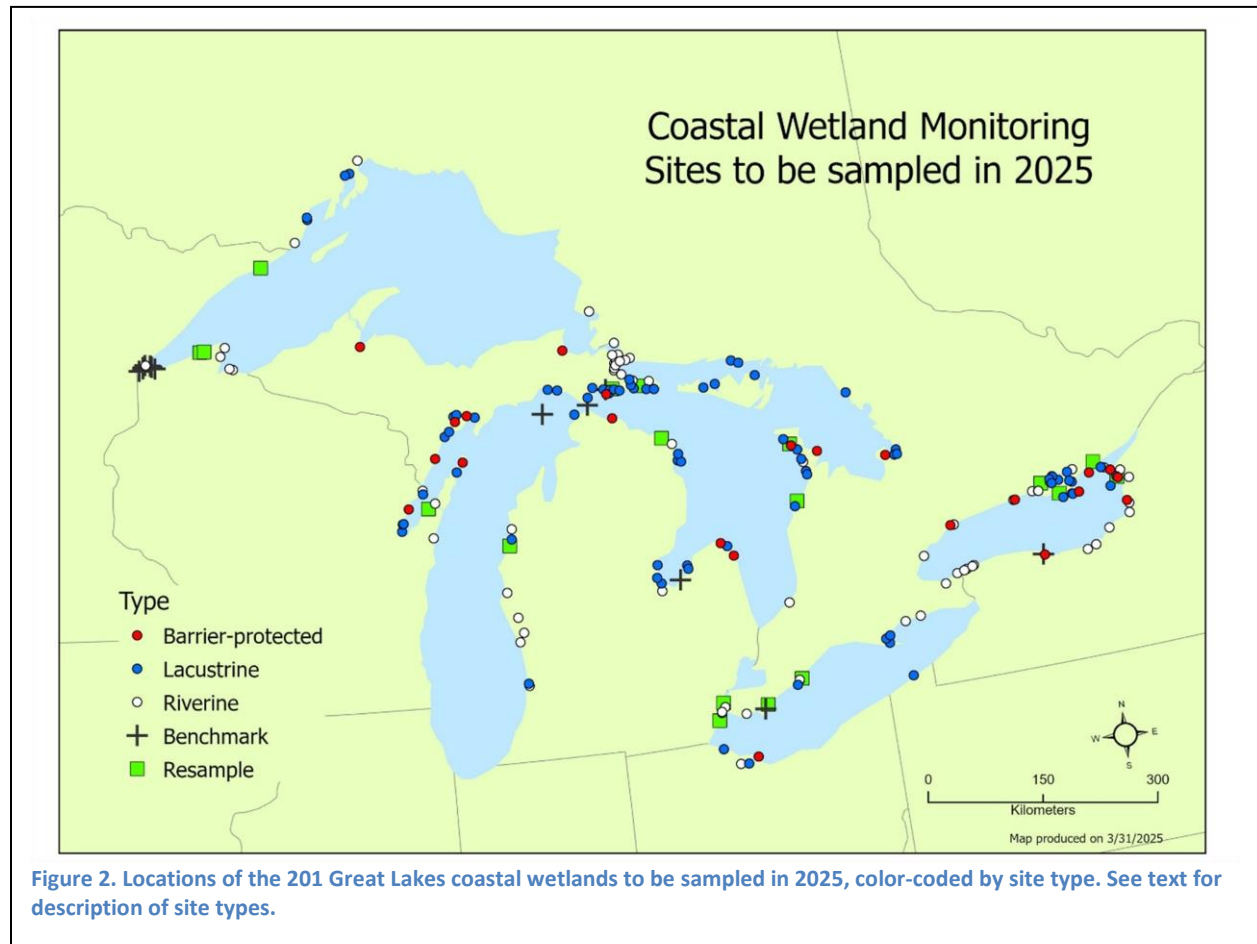 Coastal Wetland Monitoring
Sites to be sampled in 2025
Type
Barrier-protected
Lacustrine
Riverine
Benchmark
Resample
N
W E
S
0 150 300
Kilometers
Map produced on 3/31/2025
Figure 2. Locations of the 201 Great Lakes coastal wetlands to be sampled in 2025, color-coded by site type. See text for
description of site types.